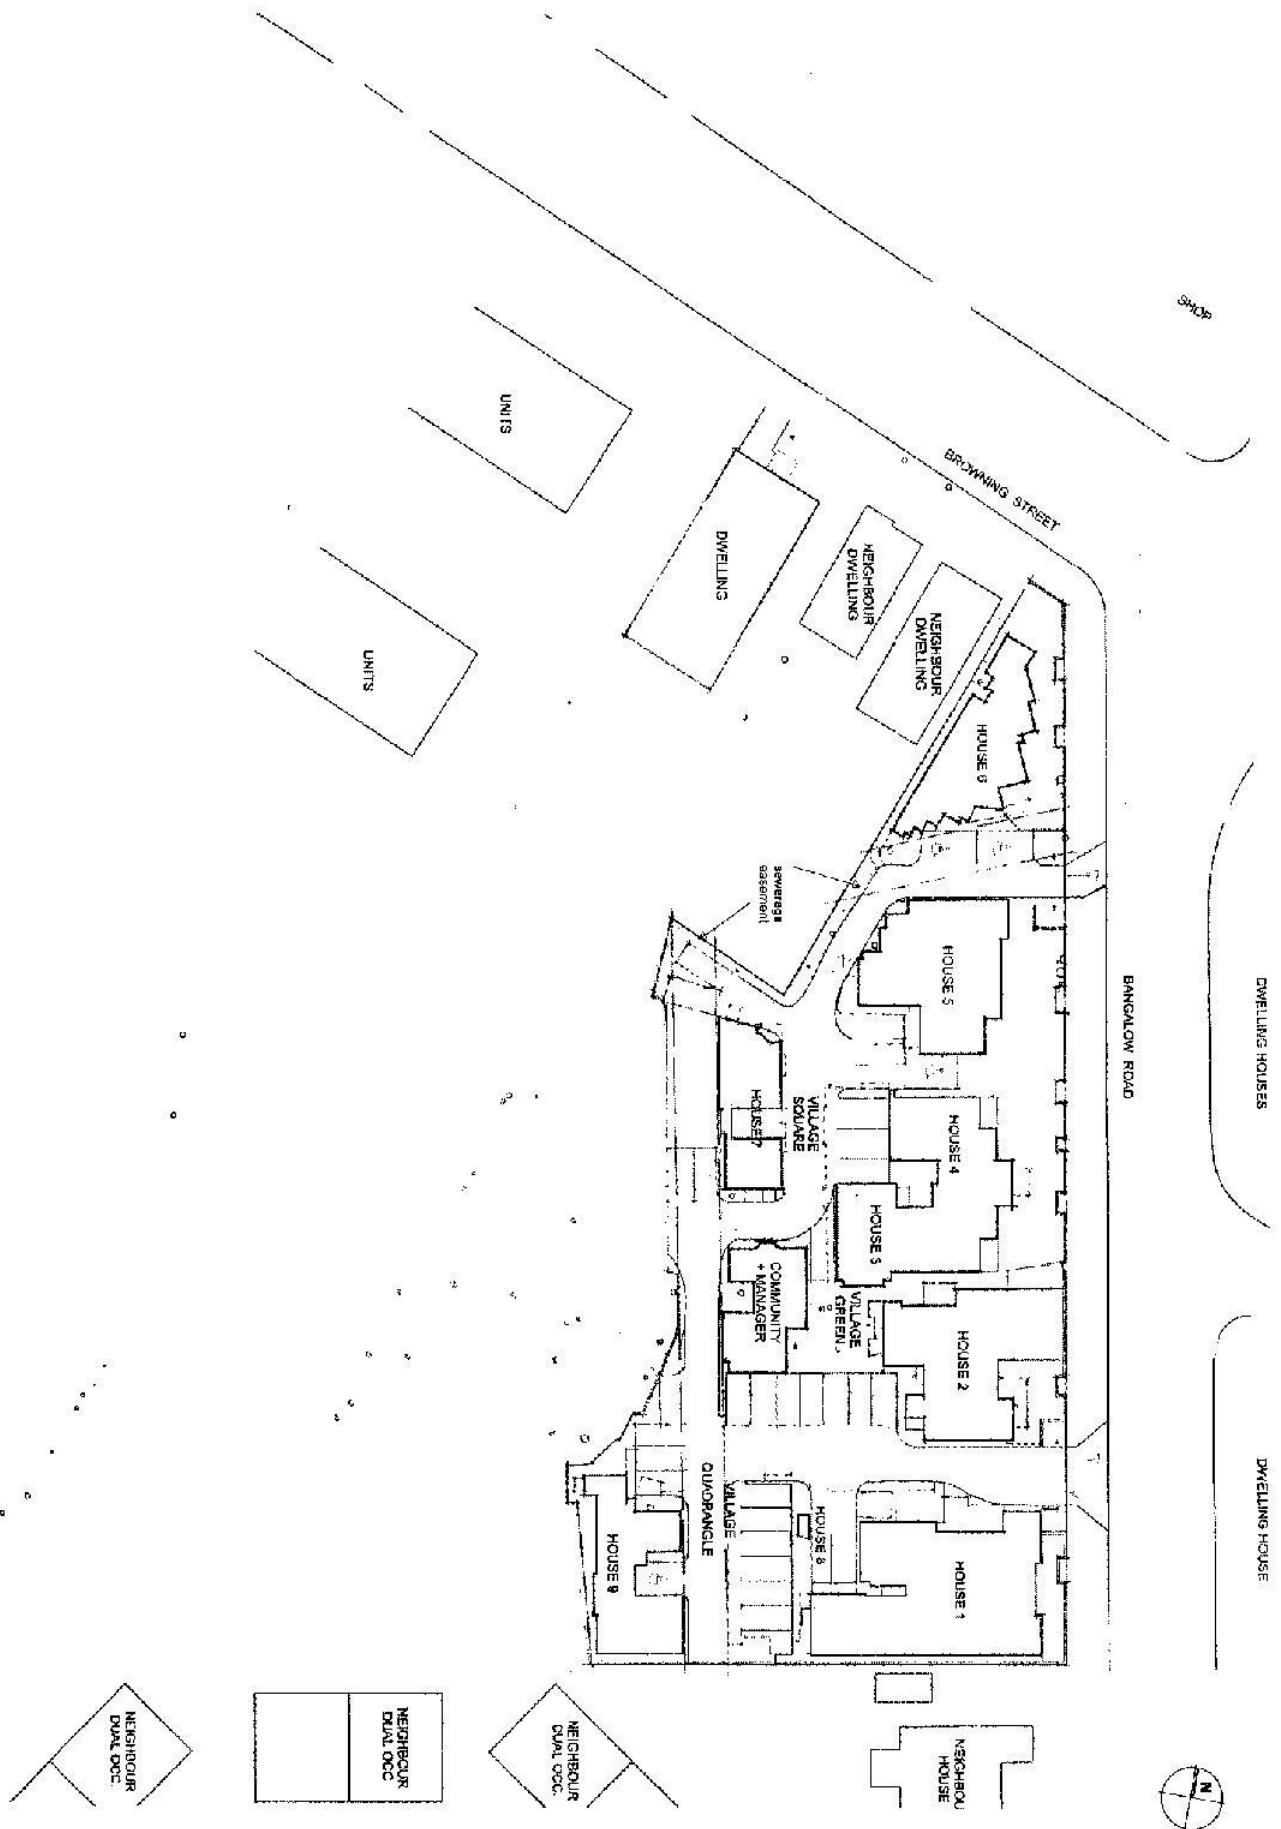 SHOP
BROWNING STREET
UNITS
DWELLING
NEIGHBOUR
DWELLING
NEIGHBOUR
DWELLING
UNITS
HOUSE 6
sewerage
easement
HOUSE 5
BANGALOW ROAD
DWELLING HOUSES
HOUSE 7
VILLAGE
SQUARE
HOUSE 4
HOUSE 3
COMMUNITY
+ MANAGER
VILLAGE
GREEN
HOUSE 2
VILLAGE
QUADRANGLE
HOUSE 8
HOUSE 9
HOUSE 1
DWELLING HOUSE
NEIGHBOUR
DUAL OCC.
NEIGHBOUR
DUAL OCC
NEIGHBOUR
DUAL OCC.
NEIGHBOU
HOUSE
N